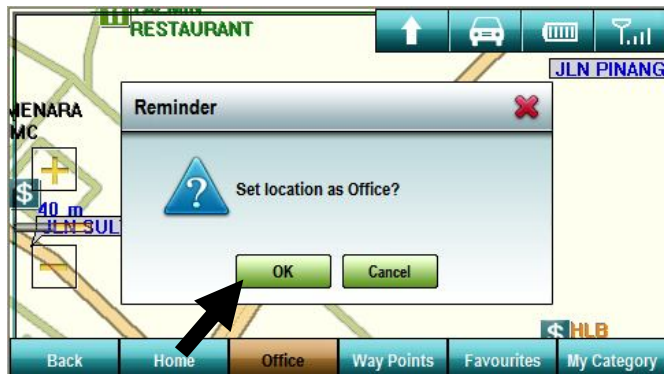 RESTAURANT
JLN PINANG
MENARA
MC
Reminder
Set location as Office?
$
40 m
JLN SUL
OK
Cancel
$ HLB
Back
Home
Office
Way Points
Favourites
My Category